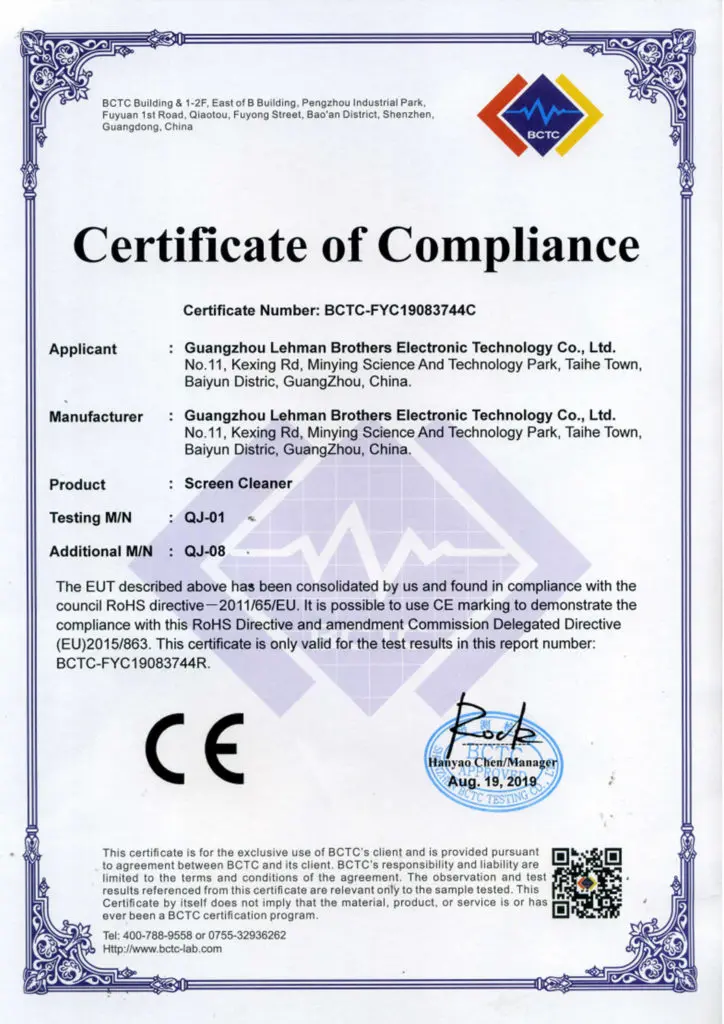 BCTC Building & 1-2F, East of B Building, Pengzhou Industrial Park,
Fuyuan 1st Road, Qiaotou, Fuyong Street, Bao'an District, Shenzhen,
Guangdong, China
BCTC
Certificate of Compliance
Certificate Number: BCTC-FYC19083744C
Applicant : Guangzhou Lehman Brothers Electronic Technology Co., Ltd.
No.11, Kexing Rd, Minying Science And Technology Park, Taihe Town,
Baiyun Distric, GuangZhou, China.
Manufacturer : Guangzhou Lehman Brothers Electronic Technology Co., Ltd.
No.11, Kexing Rd, Minying Science And Technology Park, Taihe Town,
Baiyun Distric, GuangZhou, China.
Product : Screen Cleaner
Testing M/N : QJ-01
Additional M/N : QJ-08
The EUT described above has been consolidated by us and found in compliance with the
council RoHS directive－2011/65/EU. It is possible to use CE marking to demonstrate the
compliance with this RoHS Directive and amendment Commission Delegated Directive
(EU)2015/863. This certificate is only valid for the test results in this report number:
BCTC-FYC19083744R.
CE
Rock
BCTC
Hanyao Chen/Manager
APPROVED
Aug. 19, 2019
BCTC TESTING CO., LTD
This certificate is for the exclusive use of BCTC's client and is provided pursuant
to agreement between BCTC and its client. BCTC's responsibility and liability are
limited to the terms and conditions of the agreement. The observation and test
results referenced from this certificate are relevant only to the sample tested. This
Certificate by itself does not imply that the material, product, or service is or has
ever been a BCTC certification program.
Tel: 400-788-9558 or 0755-32936262
Http://www.bctc-lab.com